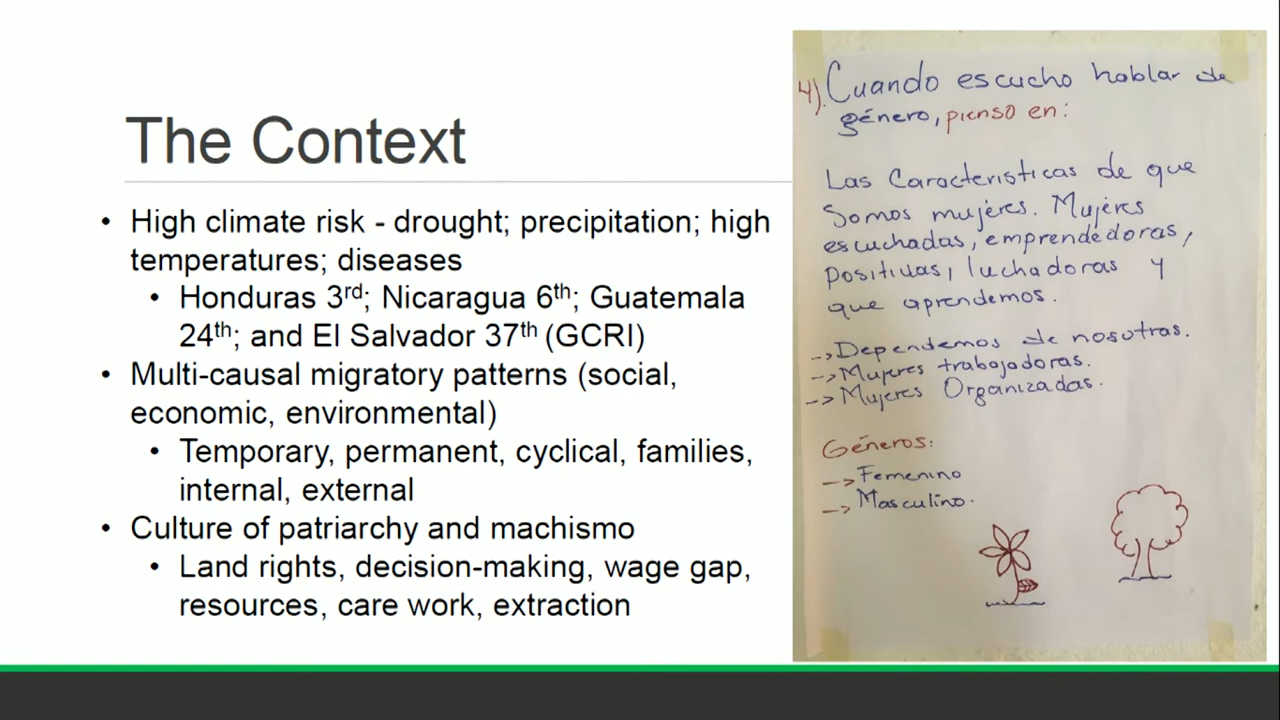 The Context
• High climate risk - drought; precipitation; high
temperatures; diseases
• Honduras 3rd; Nicaragua 6th; Guatemala
24th; and El Salvador 37th (GCRI)
• Multi-causal migratory patterns (social,
economic, environmental)
• Temporary, permanent, cyclical, families,
internal, external
• Culture of patriarchy and machismo
• Land rights, decision-making, wage gap,
resources, care work, extraction
4). Cuando escucho hablar de
género, pienso en:
Las Caracteristicas de que
Somos mujéres. Mujéres
escuchadas, emprendedoras,
positivas, luchadoras y
que aprendemos.
--> Dependemos de nosotras.
--> Mujeres trabajadoras.
--> Mujeres Organizadas.
Géneros:
--> Femenino
--> Masculino.